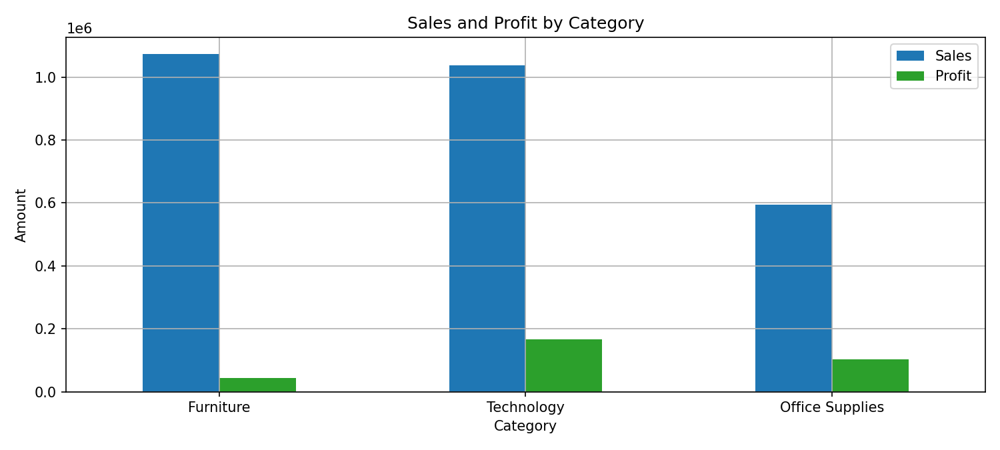 Sales and Profit by Category
1e6
Sales
Profit
1.0
0.8
0.6
0.4
0.2
0.0
Amount
Furniture
Technology
Office Supplies
Category